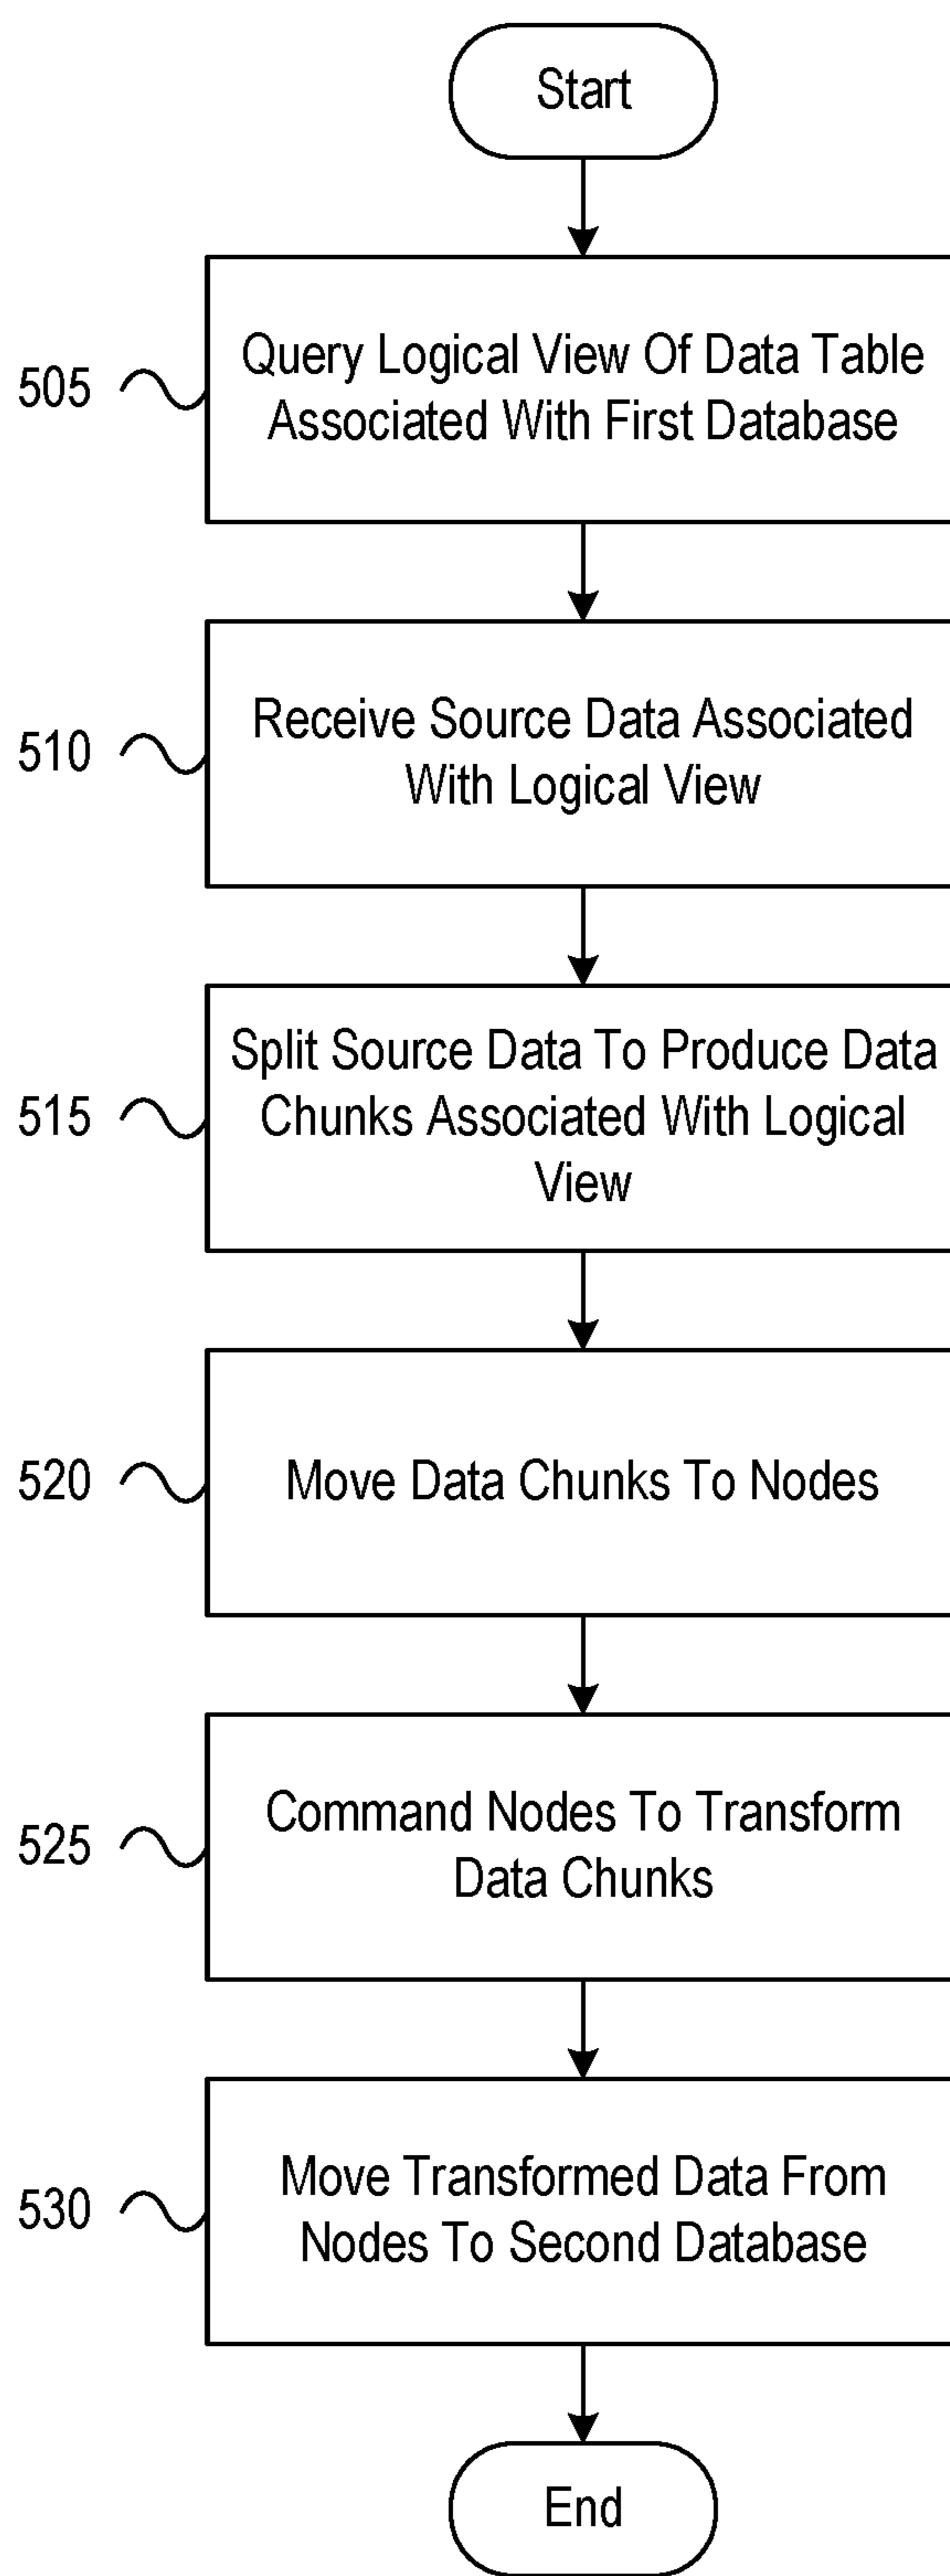 Start
505
Query Logical View Of Data Table
Associated With First Database
510
Receive Source Data Associated
With Logical View
515
Split Source Data To Produce Data
Chunks Associated With Logical
View
520
Move Data Chunks To Nodes
525
Command Nodes To Transform
Data Chunks
530
Move Transformed Data From
Nodes To Second Database
End